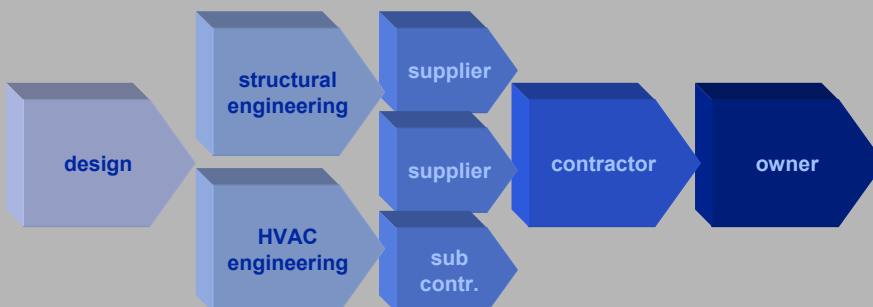 design
structural
engineering
HVAC
engineering
supplier
supplier
sub
contr.
contractor
owner